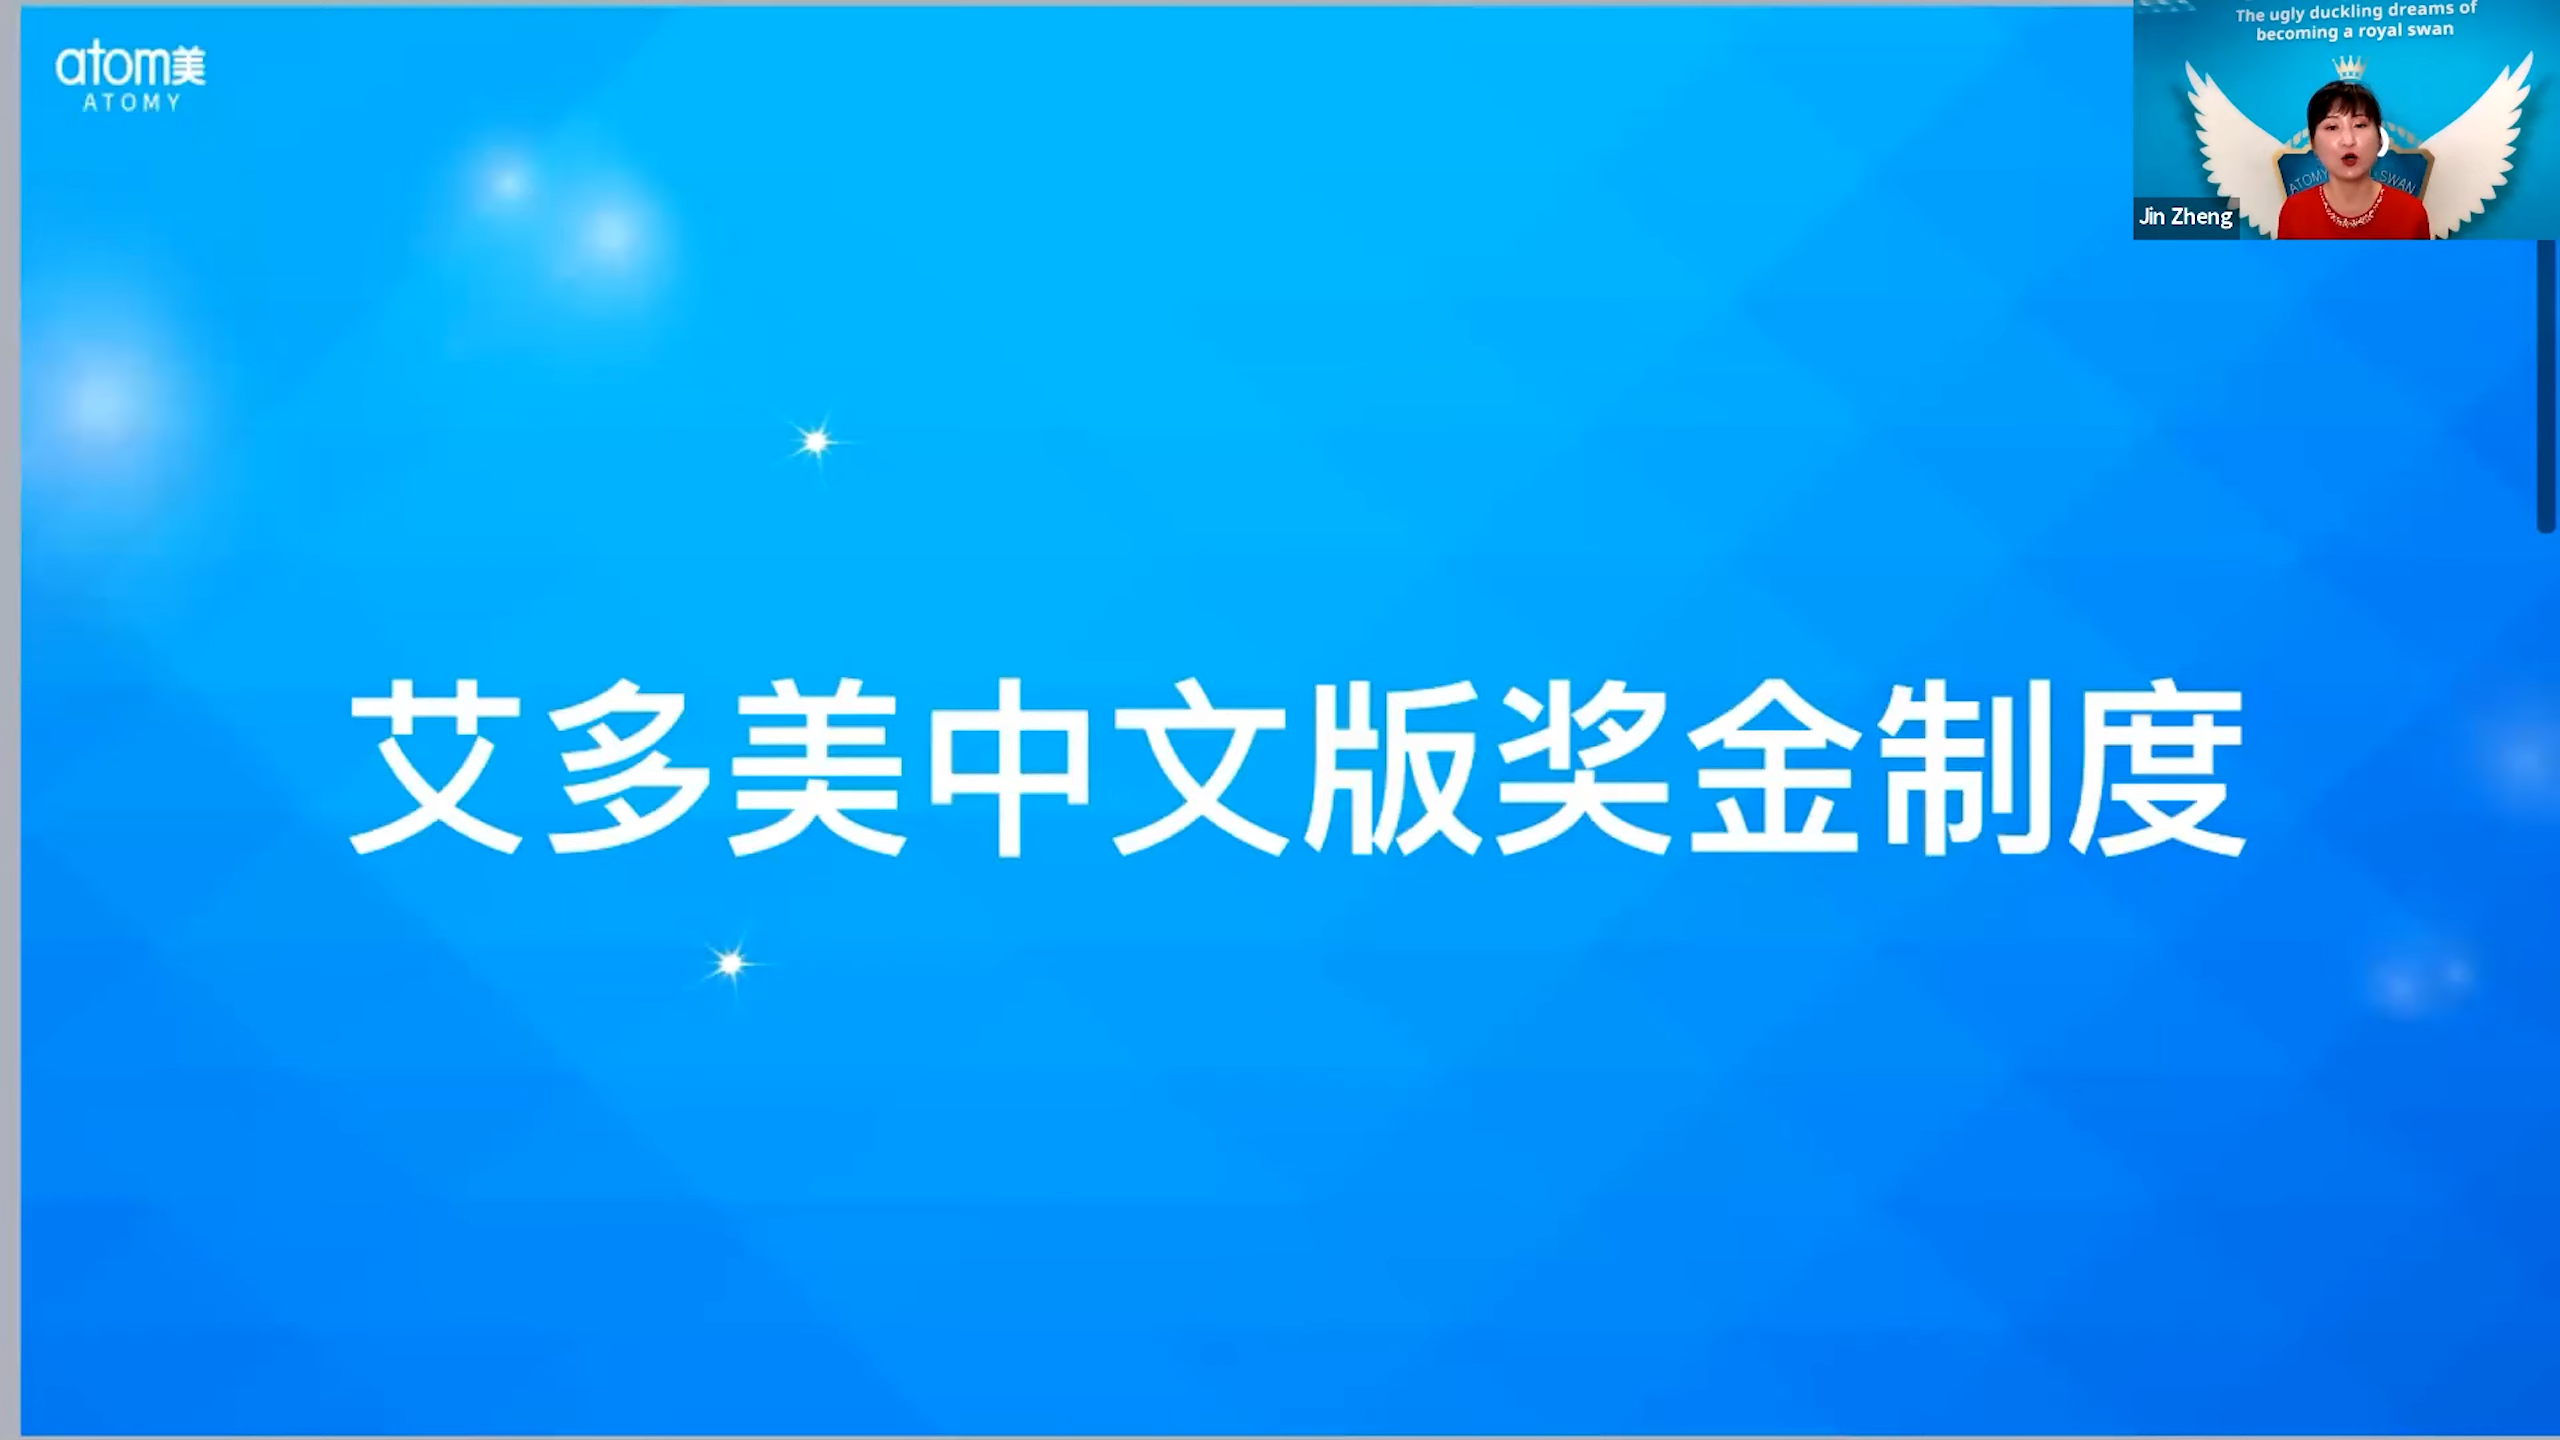 atom美
ATOMY
The ugly duckling dreams of
becoming a royal swan
ATOMY
SWAN
Jin Zheng
艾多美中文版奖金制度